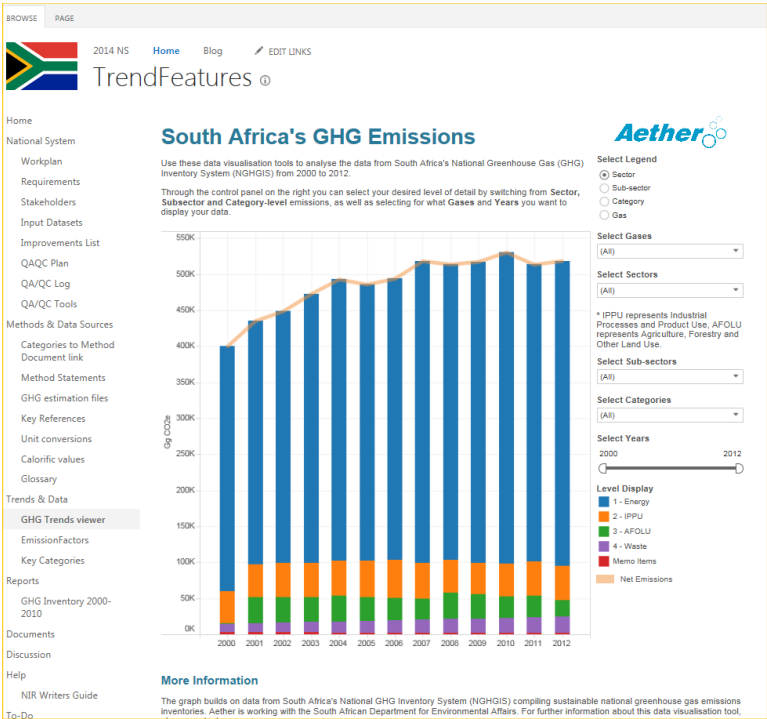 BROWSE PAGE
2014 NS Home Blog EDIT LINKS
TrendFeatures
Home
National System
Workplan
Requirements
Stakeholders
Input Datasets
Improvements List
QAQC Plan
QA/QC Log
QA/QC Tools
Methods & Data Sources
Categories to Method
Document link
Method Statements
GHG estimation files
Key References
Unit conversions
Calorific values
Glossary
Trends & Data
GHG Trends viewer
EmissionFactors
Key Categories
Reports
GHG Inventory 2000-
2010
Documents
Discussion
Help
NIR Writers Guide
To-Do
South Africa's GHG Emissions
Use these data visualisation tools to analyse the data from South Africa's National Greenhouse Gas (GHG)
Inventory System (NGHGIS) from 2000 to 2012.
Through the control panel on the right you can select your desired level of detail by switching from Sector,
Subsector and Category-level emissions, as well as selecting for what Gases and Years you want to
display your data.
550K
500K
450K
400K
350K
300K
250K
200K
150K
100K
50K
0K
Gg CO2e
2000 2001 2002 2003 2004 2005 2006 2007 2008 2009 2010 2011 2012
Aether
Select Legend
Sector
Sub-sector
Category
Gas
Select Gases
(All)
Select Sectors
(All)
* IPPU represents Industrial
Processes and Product Use, AFOLU
represents Agriculture, Forestry and
Other Land Use.
Select Sub-sectors
(All)
Select Categories
(All)
Select Years
2000 2012
Level Display
1 - Energy
2 - IPPU
3 - AFOLU
4 - Waste
Memo Items
Net Emissions
More Information
The graph builds on data from South Africa's National GHG Inventory System (NGHGIS) compiling sustainable national greenhouse gas emissions
inventories. Aether is working with the South African Department for Environmental Affairs. For further information about this data visualisation tool,